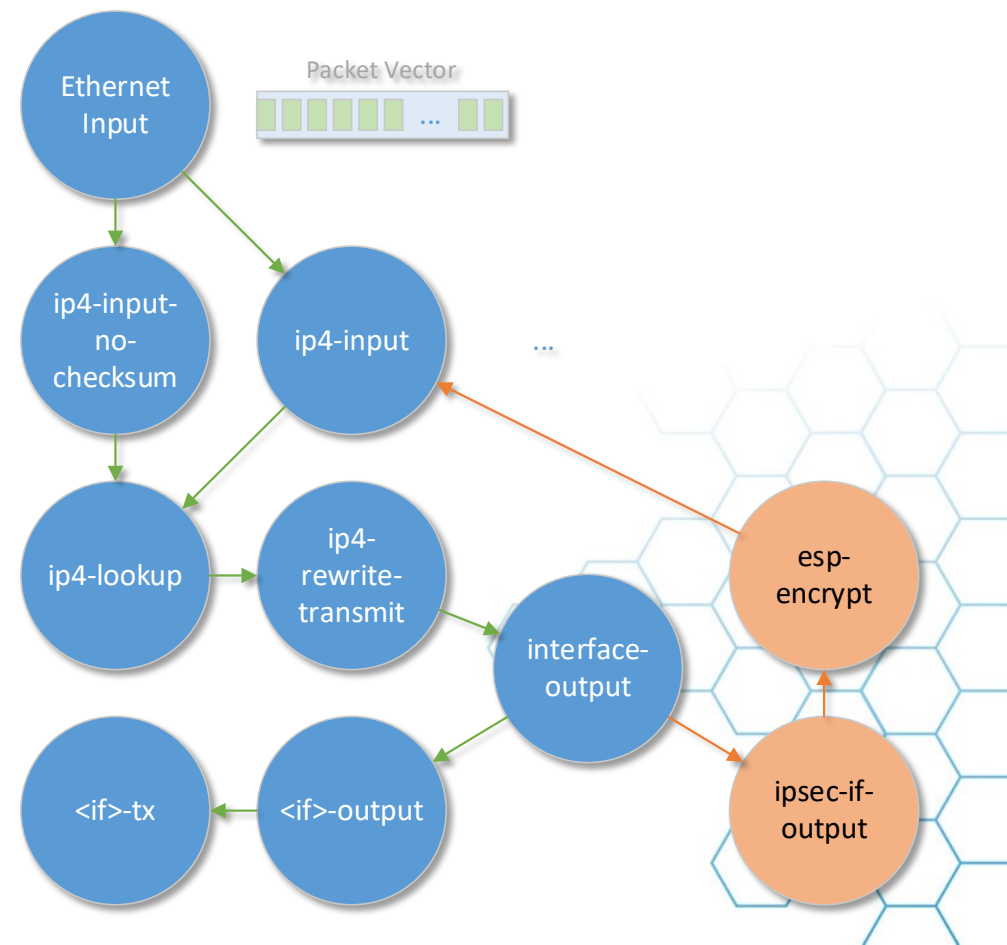 Ethernet
Input
Packet Vector
...
ip4-input-
no-
checksum
ip4-input
...
ip4-lookup
ip4-
rewrite-
transmit
interface-
output
esp-
encrypt
<if>-tx
<if>-output
ipsec-if-
output